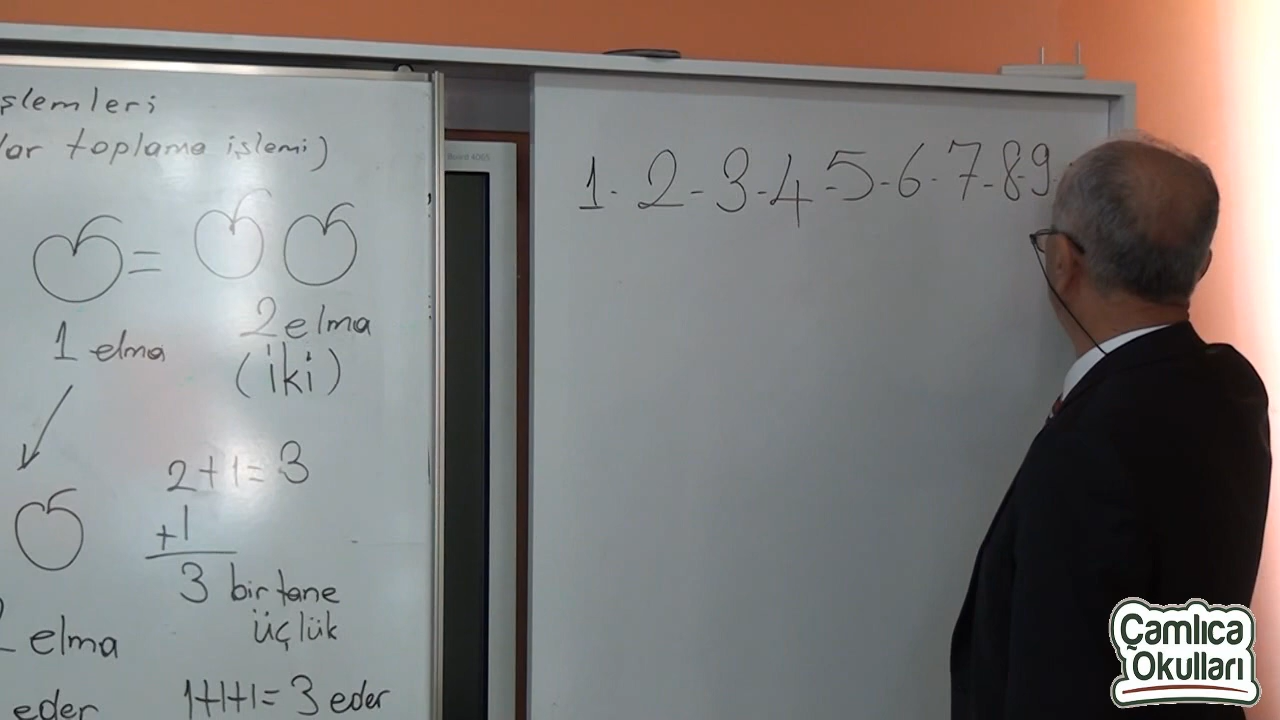 şlemleri
lar toplama işlemi)
=
1 elma
2 elma
(iki)
2+1=3
+1
3 bir tane
üçlük
elma
eder
1+1+1=3 eder
1-2-3-4-5-6-7-8-9
Çamlıca
Okulları